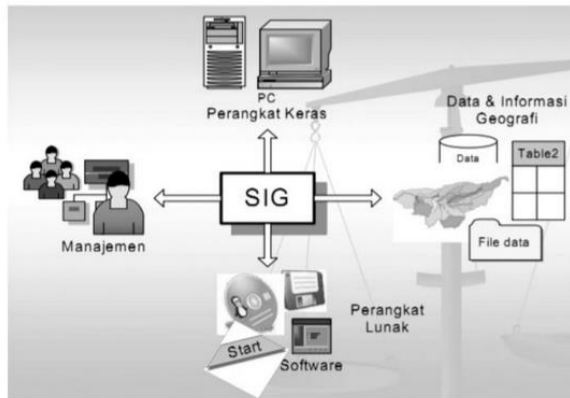 PC
Perangkat Keras
Data & Informasi
Geografi
Data
Table2
File data
SIG
Manajemen
Perangkat
Lunak
Start
Software